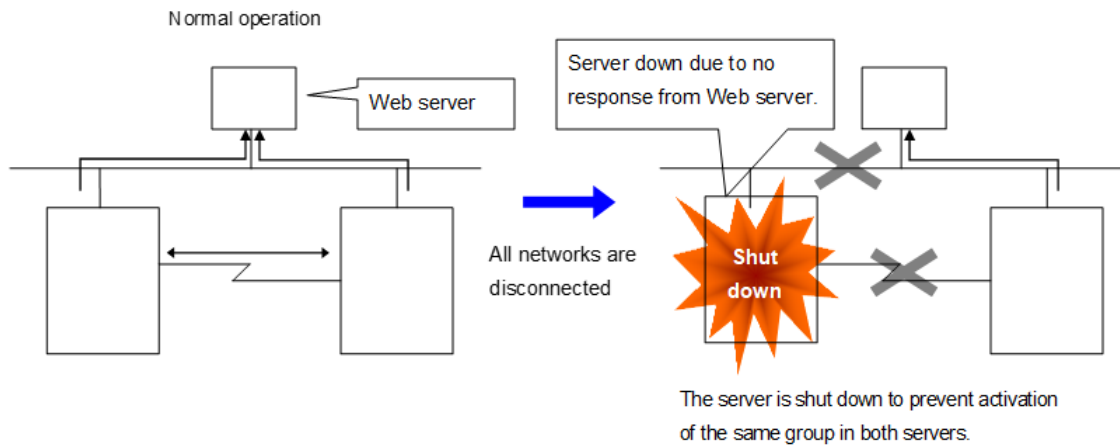 Normal operation
Web server
All networks are
disconnected
Server down due to no
response from Web server.
Shut
down
The server is shut down to prevent activation
of the same group in both servers.